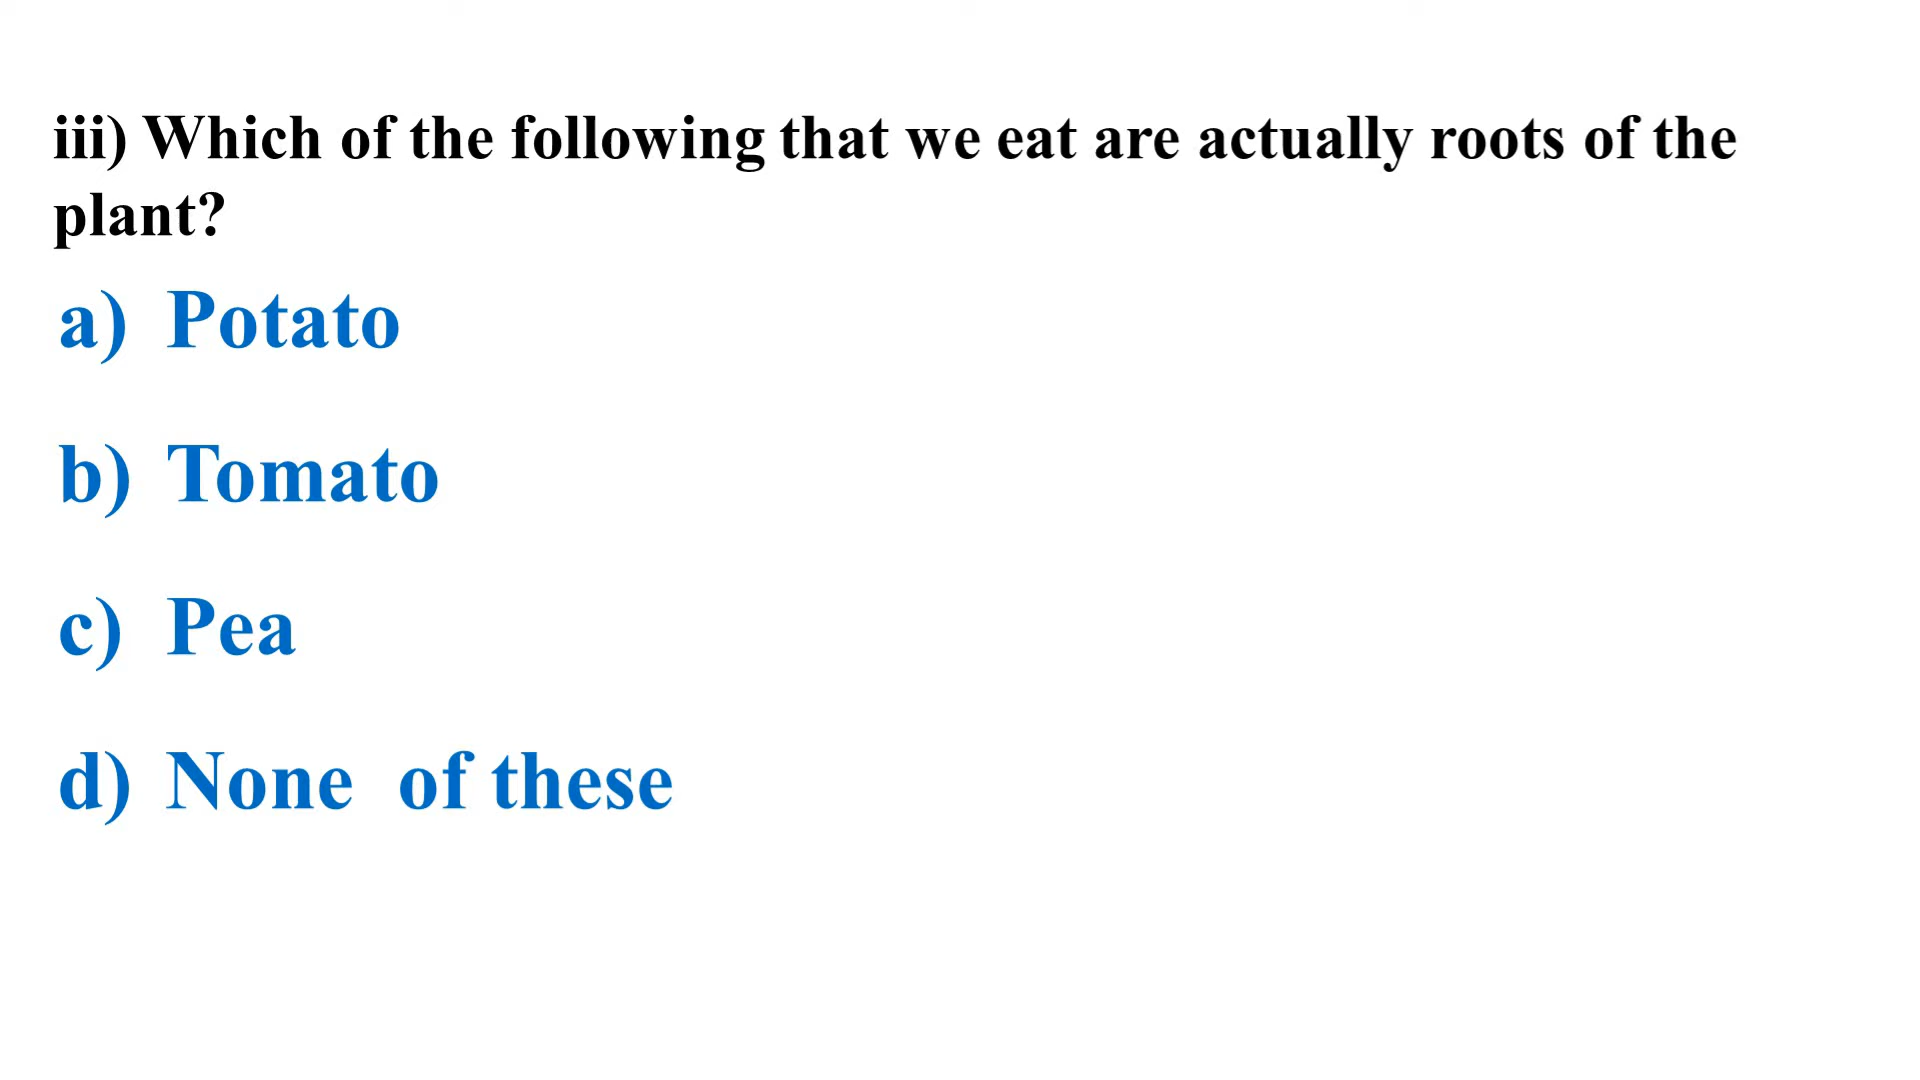 iii) Which of the following that we eat are actually roots of the
plant?
a) Potato
b) Tomato
c) Pea
d) None of these